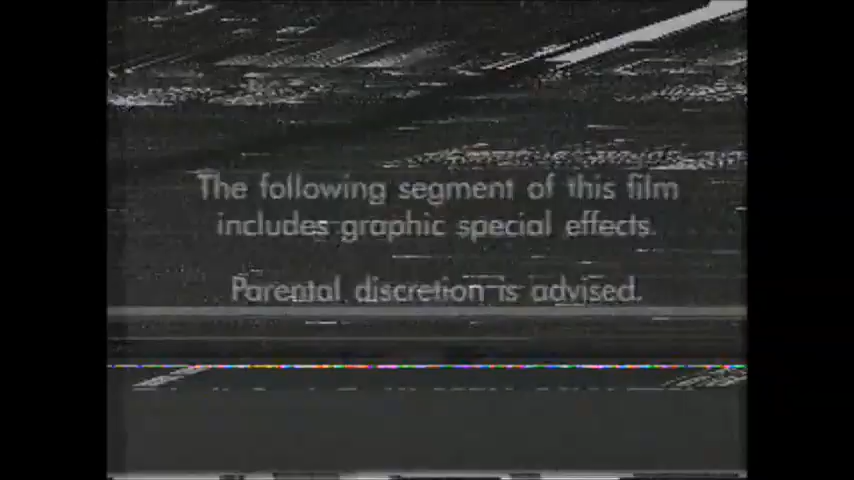 The following segment of this film
includes graphic special effects.
Parental discretion is advised.